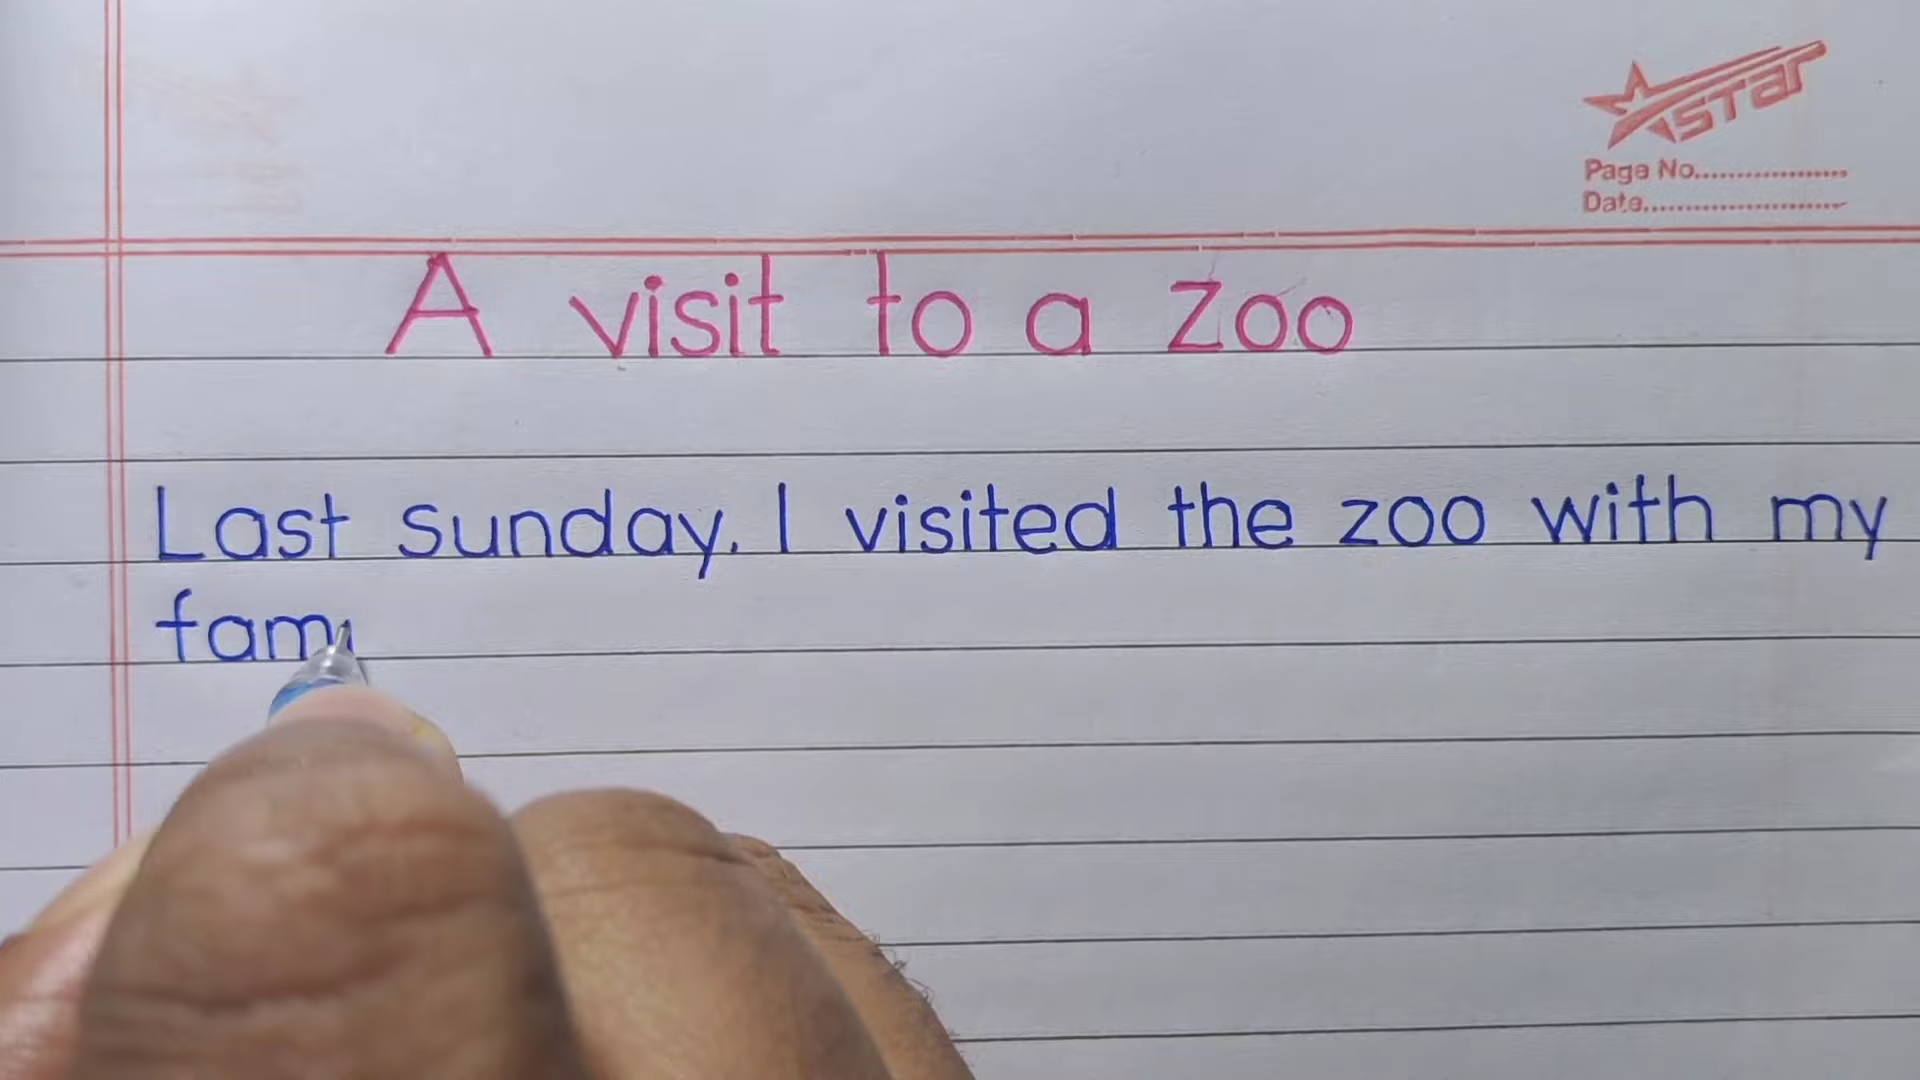 STAR
Page No..................
Date........................
A visit to a zoo
Last sunday, I visited the zoo with my
fam